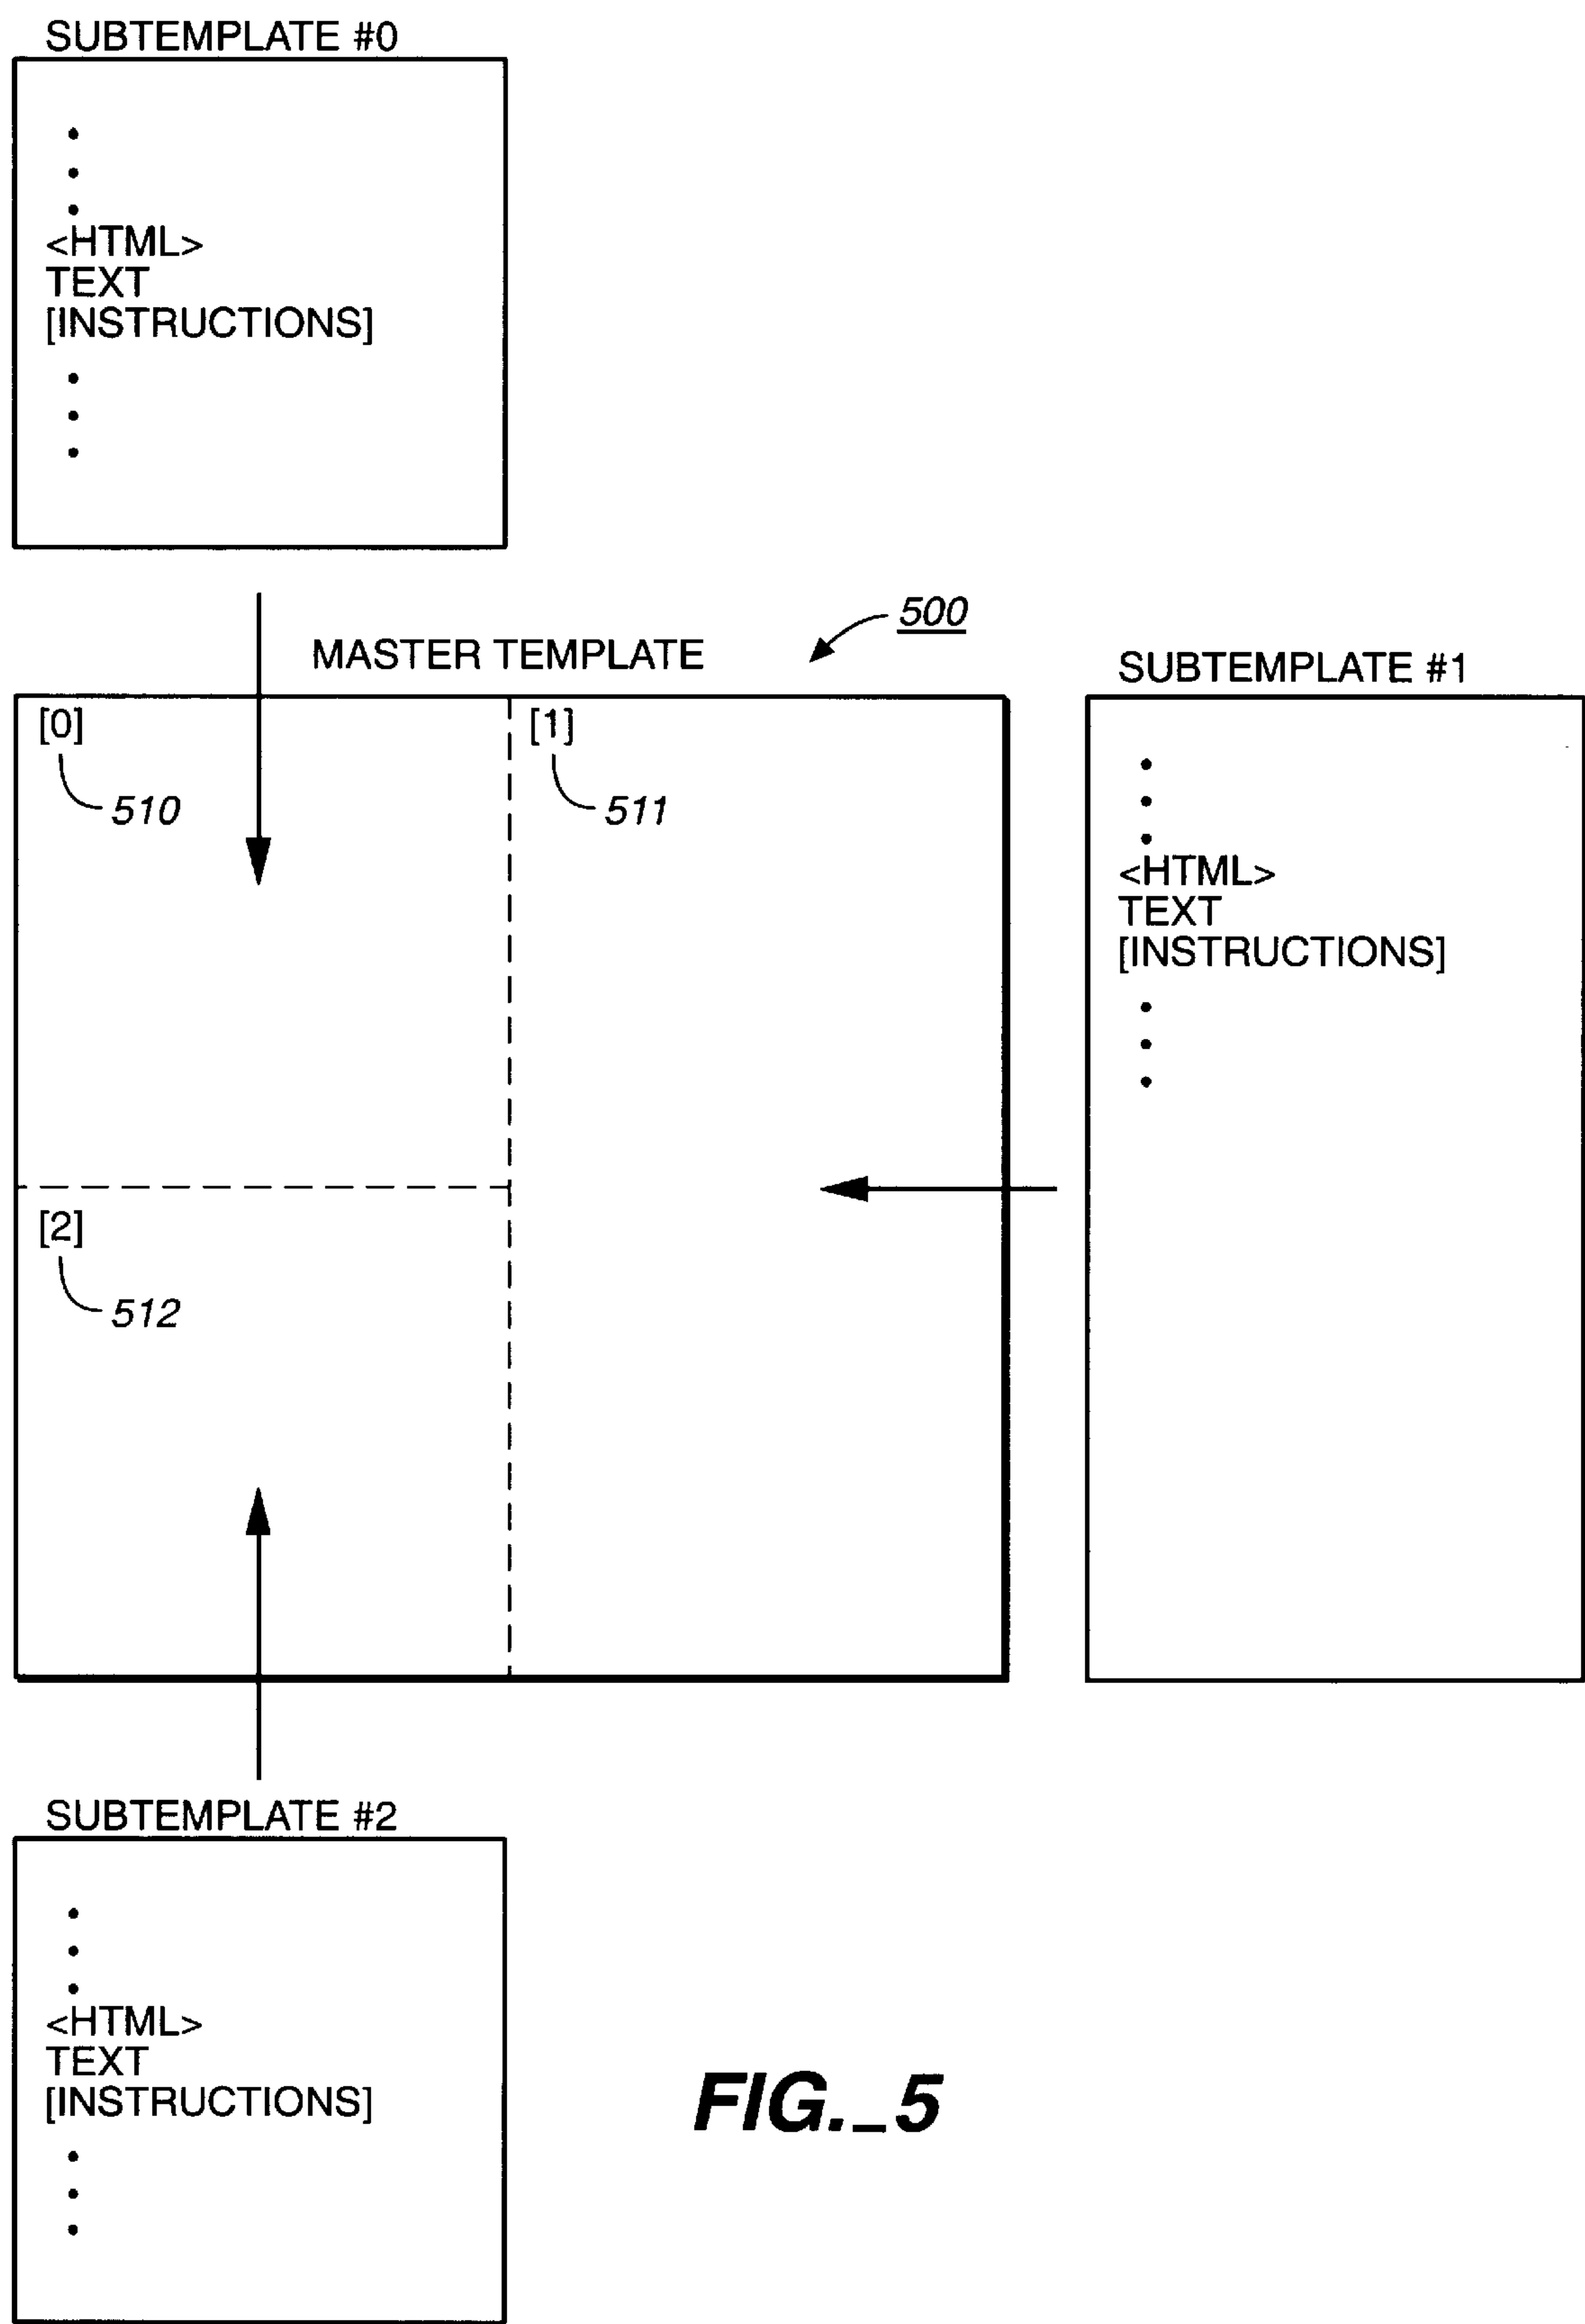 SUBTEMPLATE #0
<HTML>
TEXT
[INSTRUCTIONS]
500
MASTER TEMPLATE
SUBTEMPLATE #1
[0]
[1]
510
511
<HTML>
TEXT
[INSTRUCTIONS]
[2]
512
SUBTEMPLATE #2
<HTML>
TEXT
[INSTRUCTIONS]
FIG._5